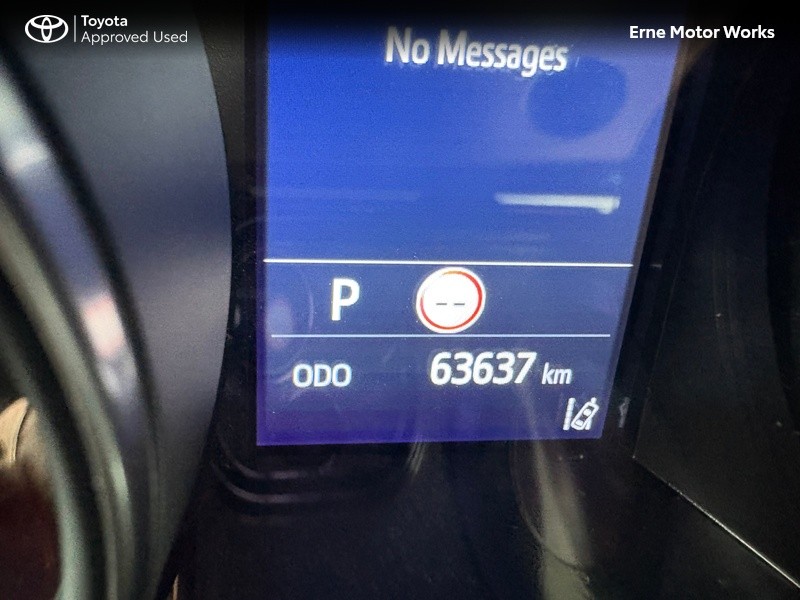 Toyota
Approved Used
Erne Motor Works
No Messages
P
--
ODO 63637 km